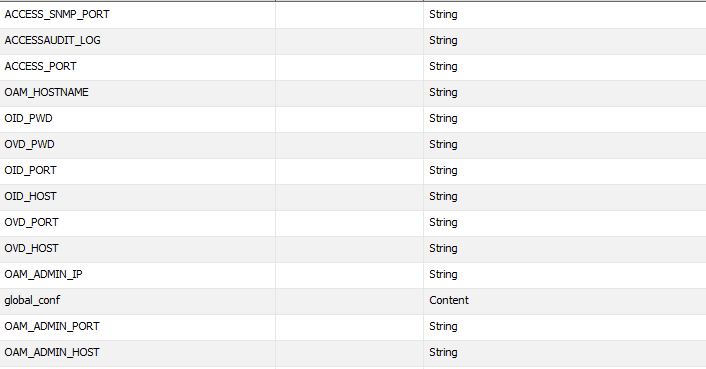 ACCESS_SNMP_PORT String
ACCESSAUDIT_LOG String
ACCESS_PORT String
OAM_HOSTNAME String
OID_PWD String
OVD_PWD String
OID_PORT String
OID_HOST String
OVD_PORT String
OVD_HOST String
OAM_ADMIN_IP String
global_conf Content
OAM_ADMIN_PORT String
OAM_ADMIN_HOST String